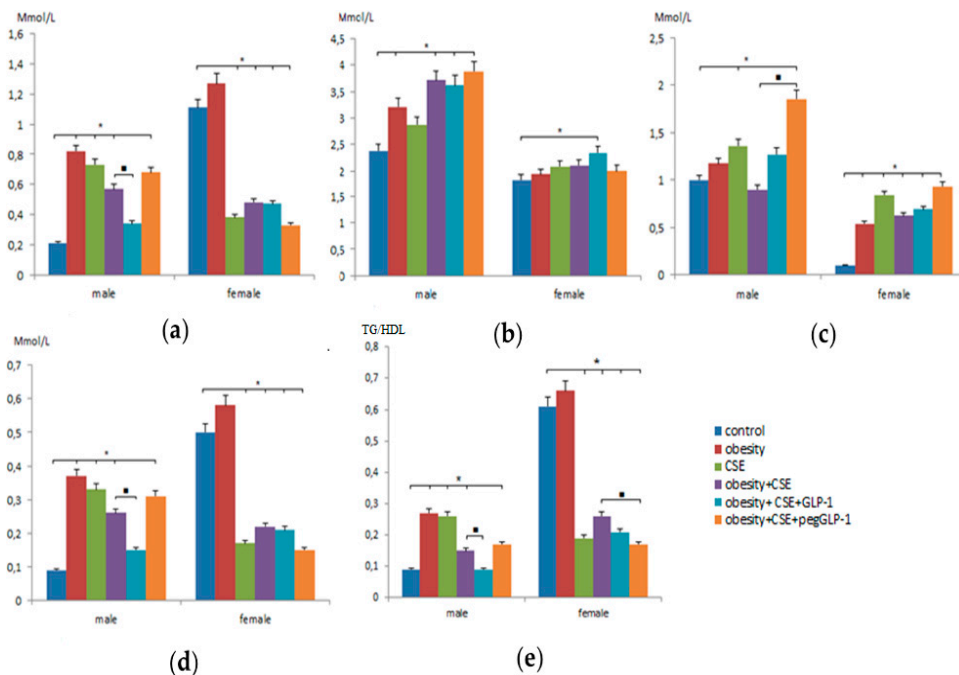 Mmol/L
1,6
1,4
1,2
1
0,8
0,6
0,4
0,2
0
* ■ *
male female
(a)
Mmcl/L
4,5
4
3,5
3
2,5
2
1,5
1
0,5
0
* *
male female
(b)
Mmol/L
2,5
2
1,5
1
0,5
0
* ■ *
male female
(c)
Mmol/L
0,7
0,6
0,5
0,4
0,3
0,2
0,1
0
* ■ *
male female
(d)
TG/HDL
0,8
0,7
0,6
0,5
0,4
0,3
0,2
0,1
0
* ■ * ■
male female
(e)
control
obesity
CSE
obesity+CSE
obesity+ CSE+GLP-1
obesity+CSE+pegGLP-1